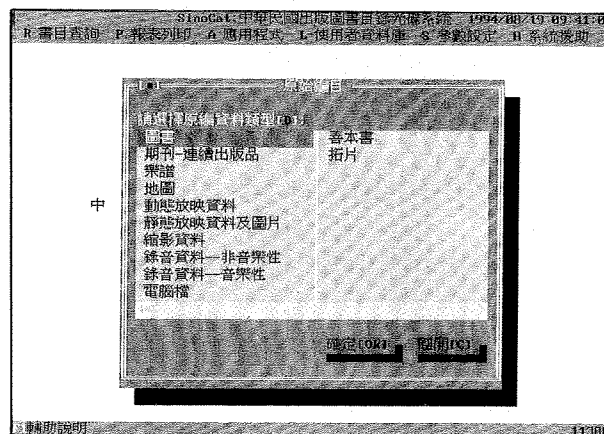 SinoCat:中華民國出版圖書目錄光碟系統 1994/08/19 09:41:0
R 書目查詢 P 報表列印 A 應用程式 L 使用者資料庫 S 參數設定 H 系統援助
原始編目
請選擇原編資料類型[D]:
圖書 善本書
期刊-連續出版品 拓片
樂譜
地圖
中 動態放映資料
靜態放映資料及圖片
縮影資料
錄音資料—非音樂性
錄音資料—音樂性
電腦檔
確定[OK] 離開[C]
輔助說明